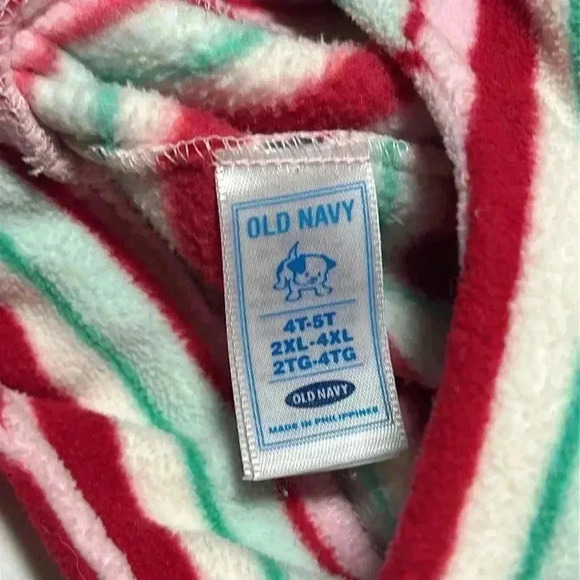 OLD NAVY
4T-5T
2XL-4XL
2TG-4TG
OLD NAVY
MADE IN PHILIPPINES